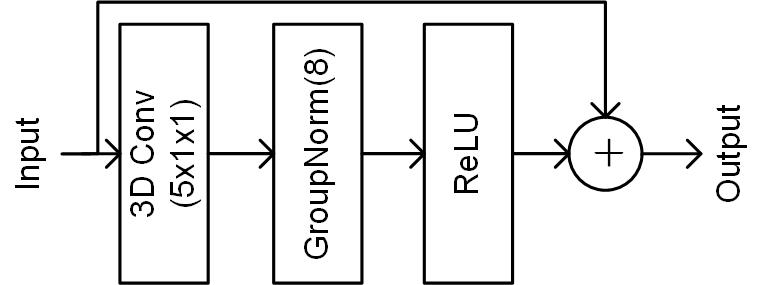 Input
3D Conv
(5x1x1)
GroupNorm(8)
ReLU
+
Output